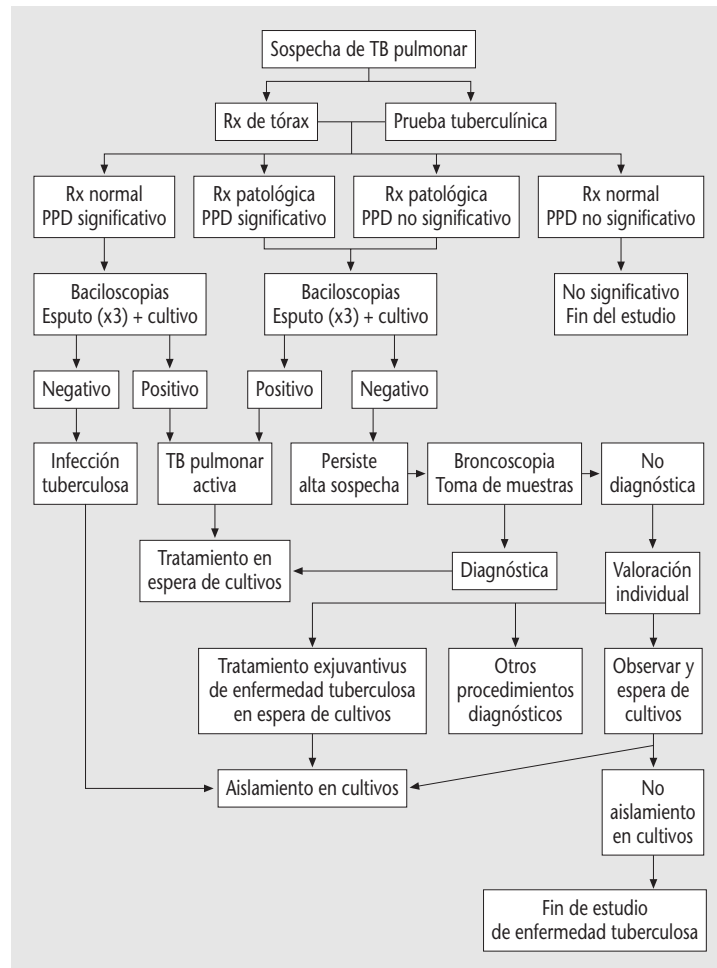 Sospecha de TB pulmonar
Rx de tórax
Prueba tuberculínica
Rx normal
PPD significativo
Rx patológica
PPD significativo
Rx patológica
PPD no significativo
Rx normal
PPD no significativo
Baciloscopias
Esputo (x3) + cultivo
Baciloscopias
Esputo (x3) + cultivo
No significativo
Fin del estudio
Negativo
Positivo
Positivo
Negativo
Infección
tuberculosa
TB pulmonar
activa
Persiste
alta sospecha
Broncoscopia
Toma de muestras
No
diagnóstica
Tratamiento en
espera de cultivos
Diagnóstica
Valoración
individual
Tratamiento exjuvantivus
de enfermedad tuberculosa
en espera de cultivos
Otros
procedimientos
diagnósticos
Observar y
espera de
cultivos
Aislamiento en cultivos
No
aislamiento
en cultivos
Fin de estudio
de enfermedad tuberculosa